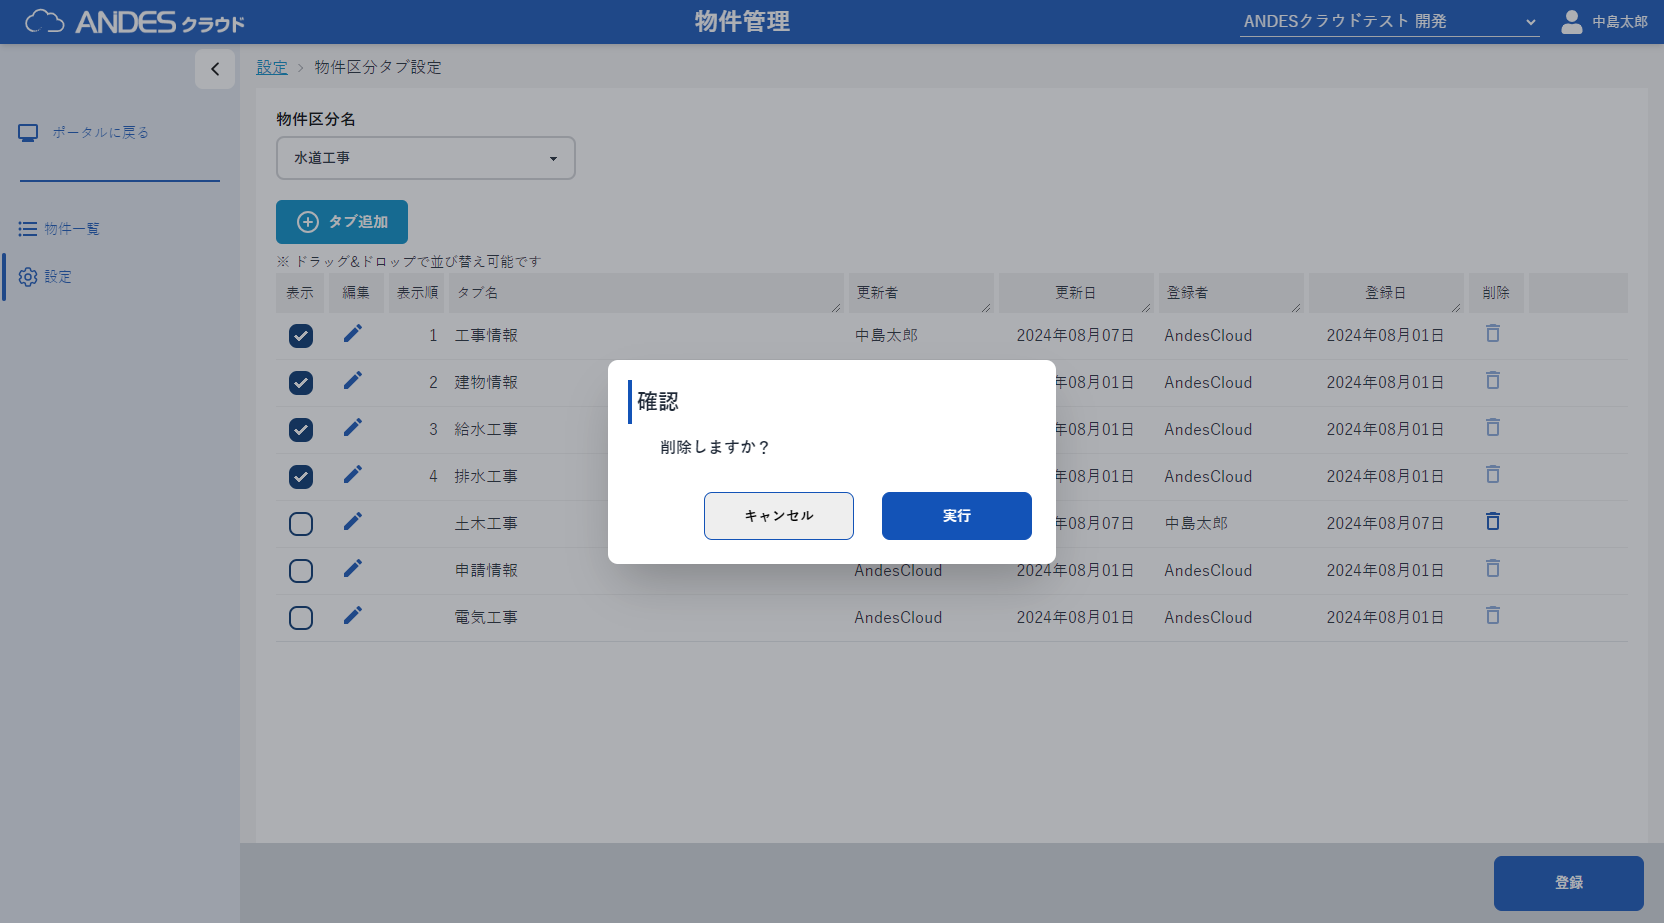 ANDES クラウド
物件管理
ANDESクラウドテスト 開発
中島太郎
設定 > 物件区分タブ設定
ポータルに戻る
物件一覧
設定
物件区分名
水道工事
タブ追加
※ ドラッグ&ドロップで並び替え可能です
表示 編集 表示順 タブ名 更新者 更新日 登録者 登録日 削除
1 工事情報 中島太郎 2024年08月07日 AndesCloud 2024年08月01日
2 建物情報 年08月01日 AndesCloud 2024年08月01日
3 給水工事 年08月01日 AndesCloud 2024年08月01日
4 排水工事 年08月01日 AndesCloud 2024年08月01日
土木工事 年08月07日 中島太郎 2024年08月07日
申請情報 AndesCloud 2024年08月01日 AndesCloud 2024年08月01日
電気工事 AndesCloud 2024年08月01日 AndesCloud 2024年08月01日
確認
削除しますか？
キャンセル 実行
登録